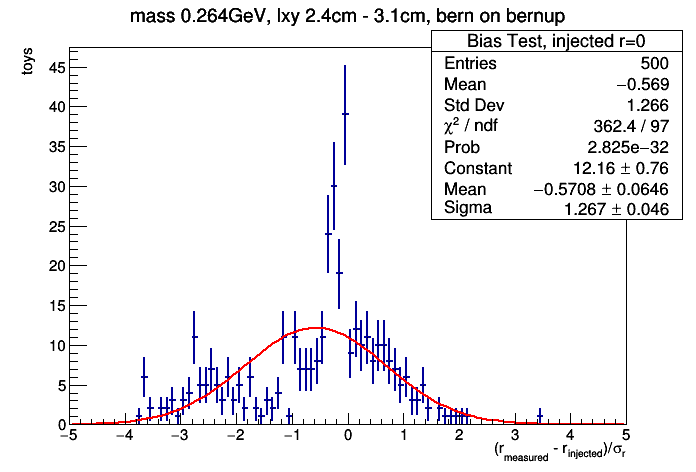 mass 0.264GeV, lxy 2.4cm - 3.1cm, bern on bernup
Bias Test, injected r=0
Entries 500
Mean −0.569
Std Dev 1.266
χ² / ndf 362.4 / 97
Prob 2.825e−32
Constant 12.16 ± 0.76
Mean −0.5708 ± 0.0646
Sigma 1.267 ± 0.046
toys
45
40
35
30
25
20
15
10
5
0
−5 −4 −3 −2 −1 0 1 2 3 4 5
(r_measured - r_injected)/σ_r